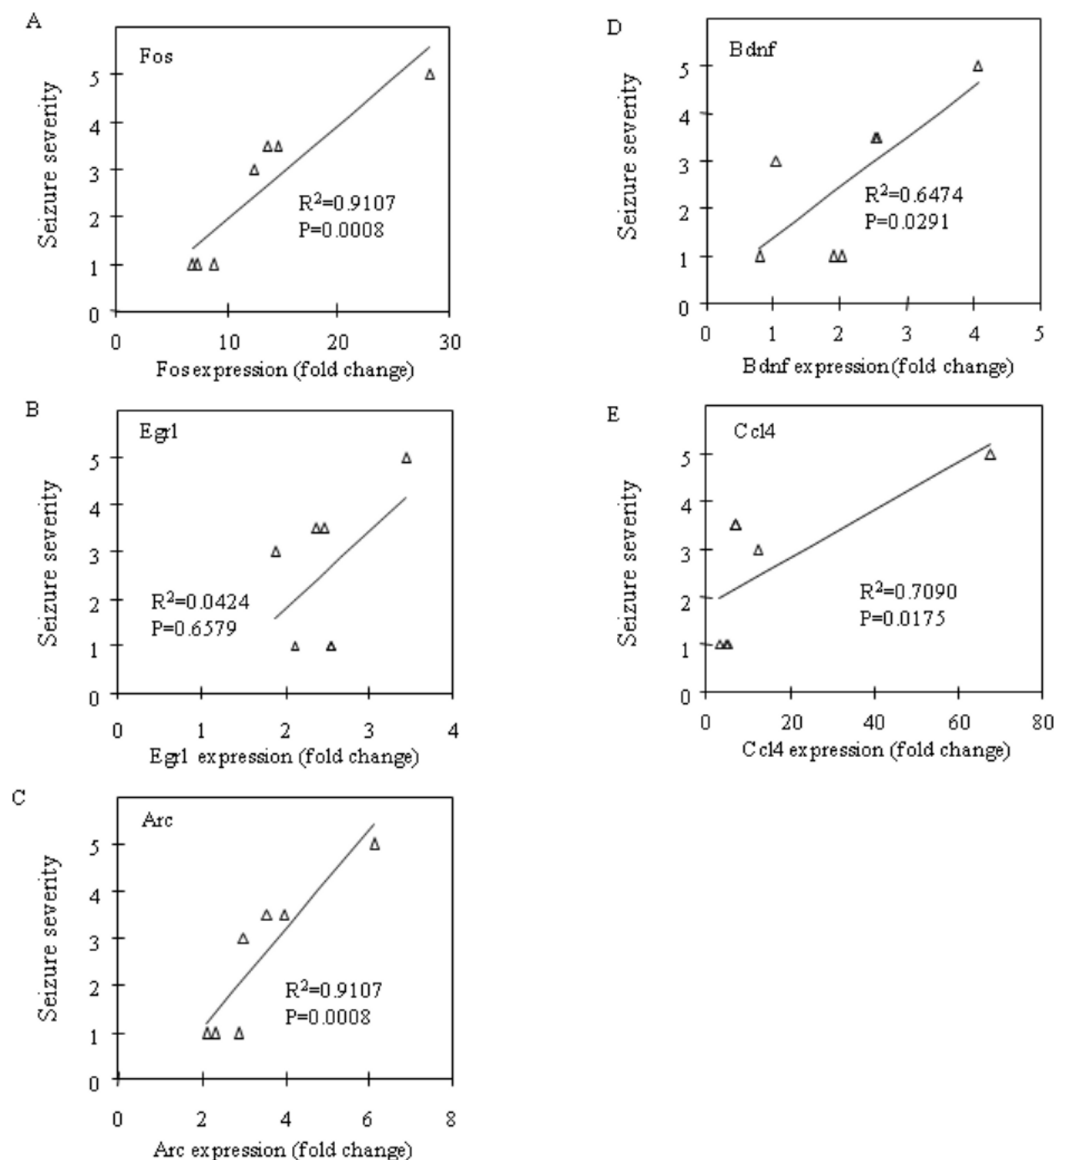 A
Fos
Seizure severity
5
4
3
2
1
0
R2=0.9107
P=0.0008
0 10 20 30
Fos expression (fold change)
B
Egr1
Seizure severity
5
4
3
2
1
0
R2=0.0424
P=0.6579
0 1 2 3 4
Egr1 expression (fold change)
C
Arc
Seizure severity
5
4
3
2
1
0
R2=0.9107
P=0.0008
0 2 4 6 8
Arc expression (fold change)
D
Bdnf
Seizure severity
5
4
3
2
1
0
R2=0.6474
P=0.0291
0 1 2 3 4 5
Bdnf expression(fold change)
E
Ccl4
Seizure severity
5
4
3
2
1
0
R2=0.7090
P=0.0175
0 20 40 60 80
Ccl4 expression (fold change)